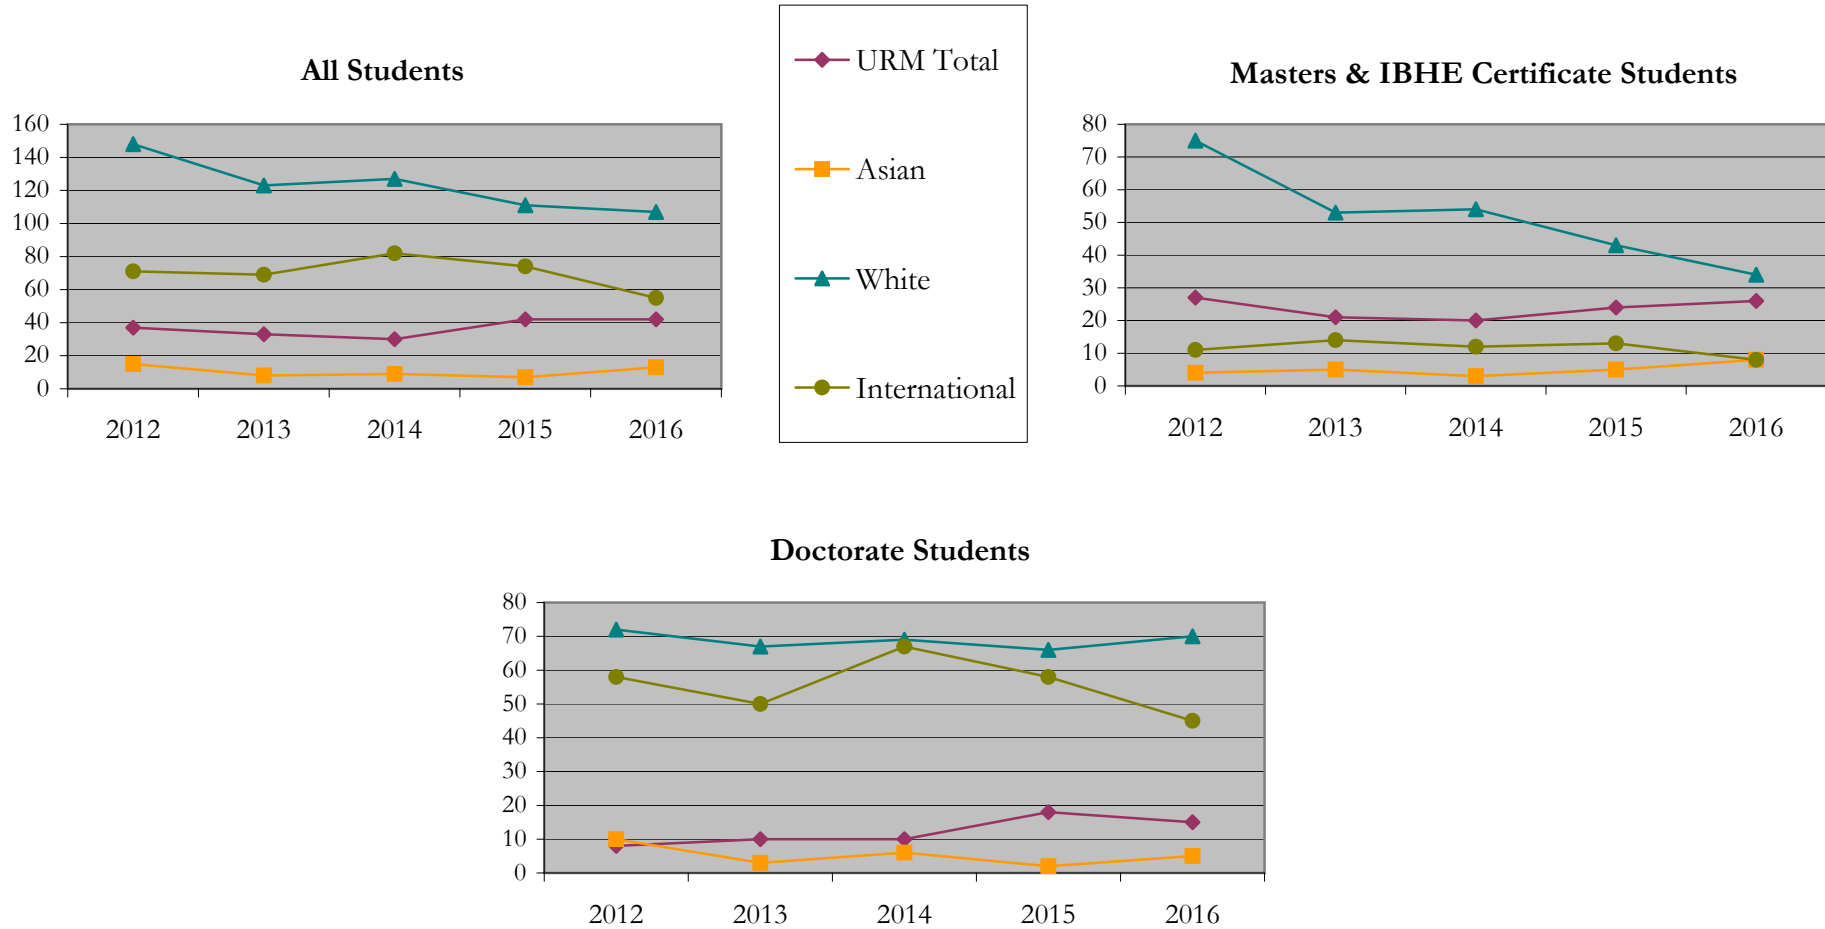 All Students
160
140
120
100
80
60
40
20
0
2012 2013 2014 2015 2016
URM Total
Asian
White
International
Masters & IBHE Certificate Students
80
70
60
50
40
30
20
10
0
2012 2013 2014 2015 2016
Doctorate Students
80
70
60
50
40
30
20
10
0
2012 2013 2014 2015 2016